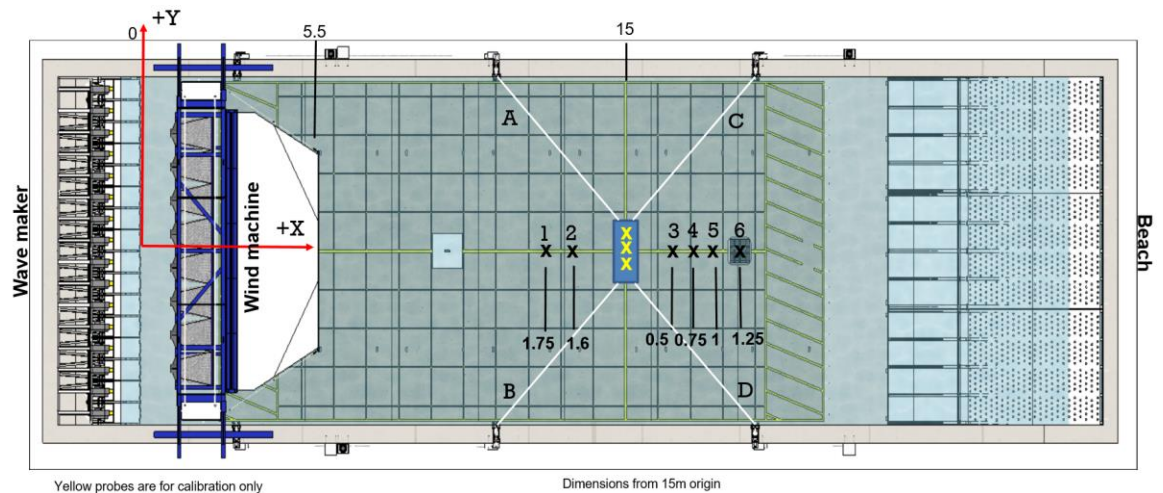 0
+Y
5.5
15
A
C
Wave maker
Wind machine
+X
1
2
X
X
X
3
4
5
6
X
X
X
X
X
X
1.75
1.6
0.5
0.75
1
1.25
B
D
Beach
Yellow probes are for calibration only
Dimensions from 15m origin